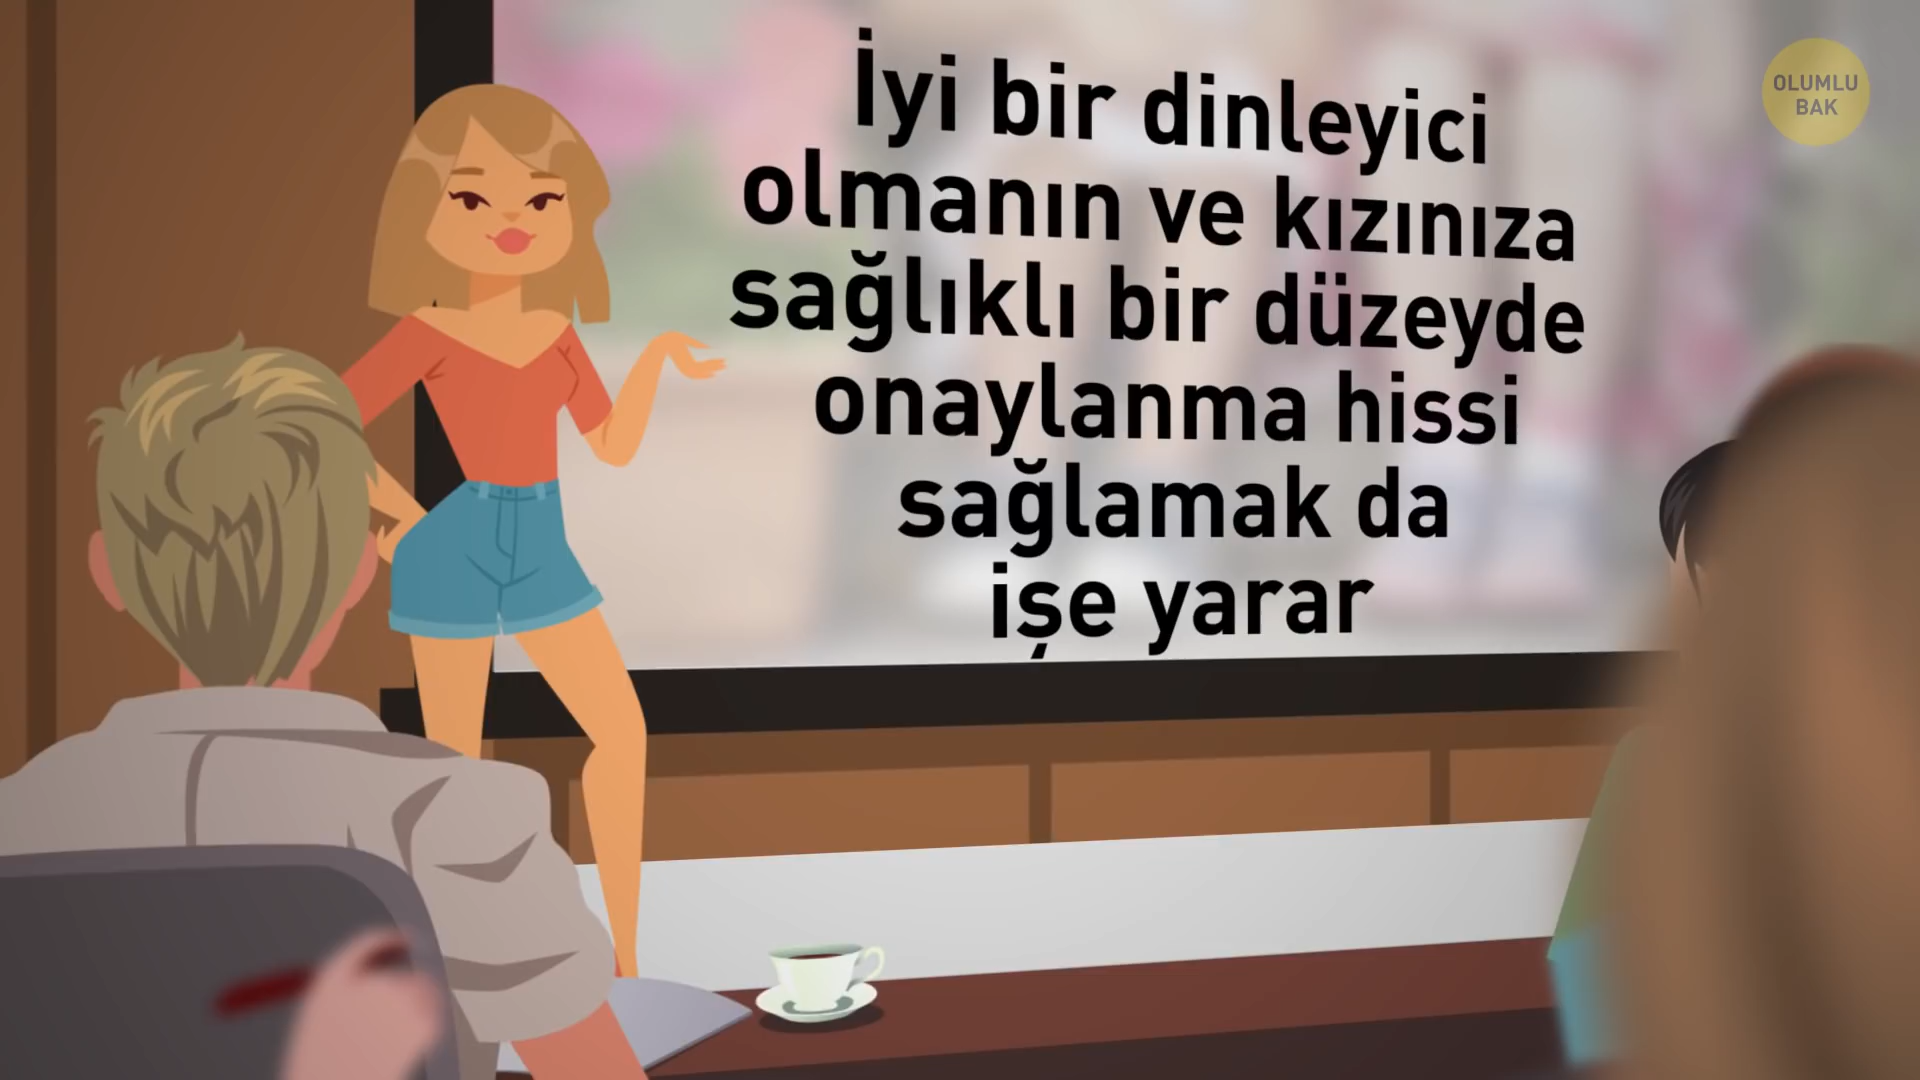 İyi bir dinleyici
olmanın ve kızınıza
sağlıklı bir düzeyde
onaylanma hissi
sağlamak da
işe yarar
OLUMLU
BAK